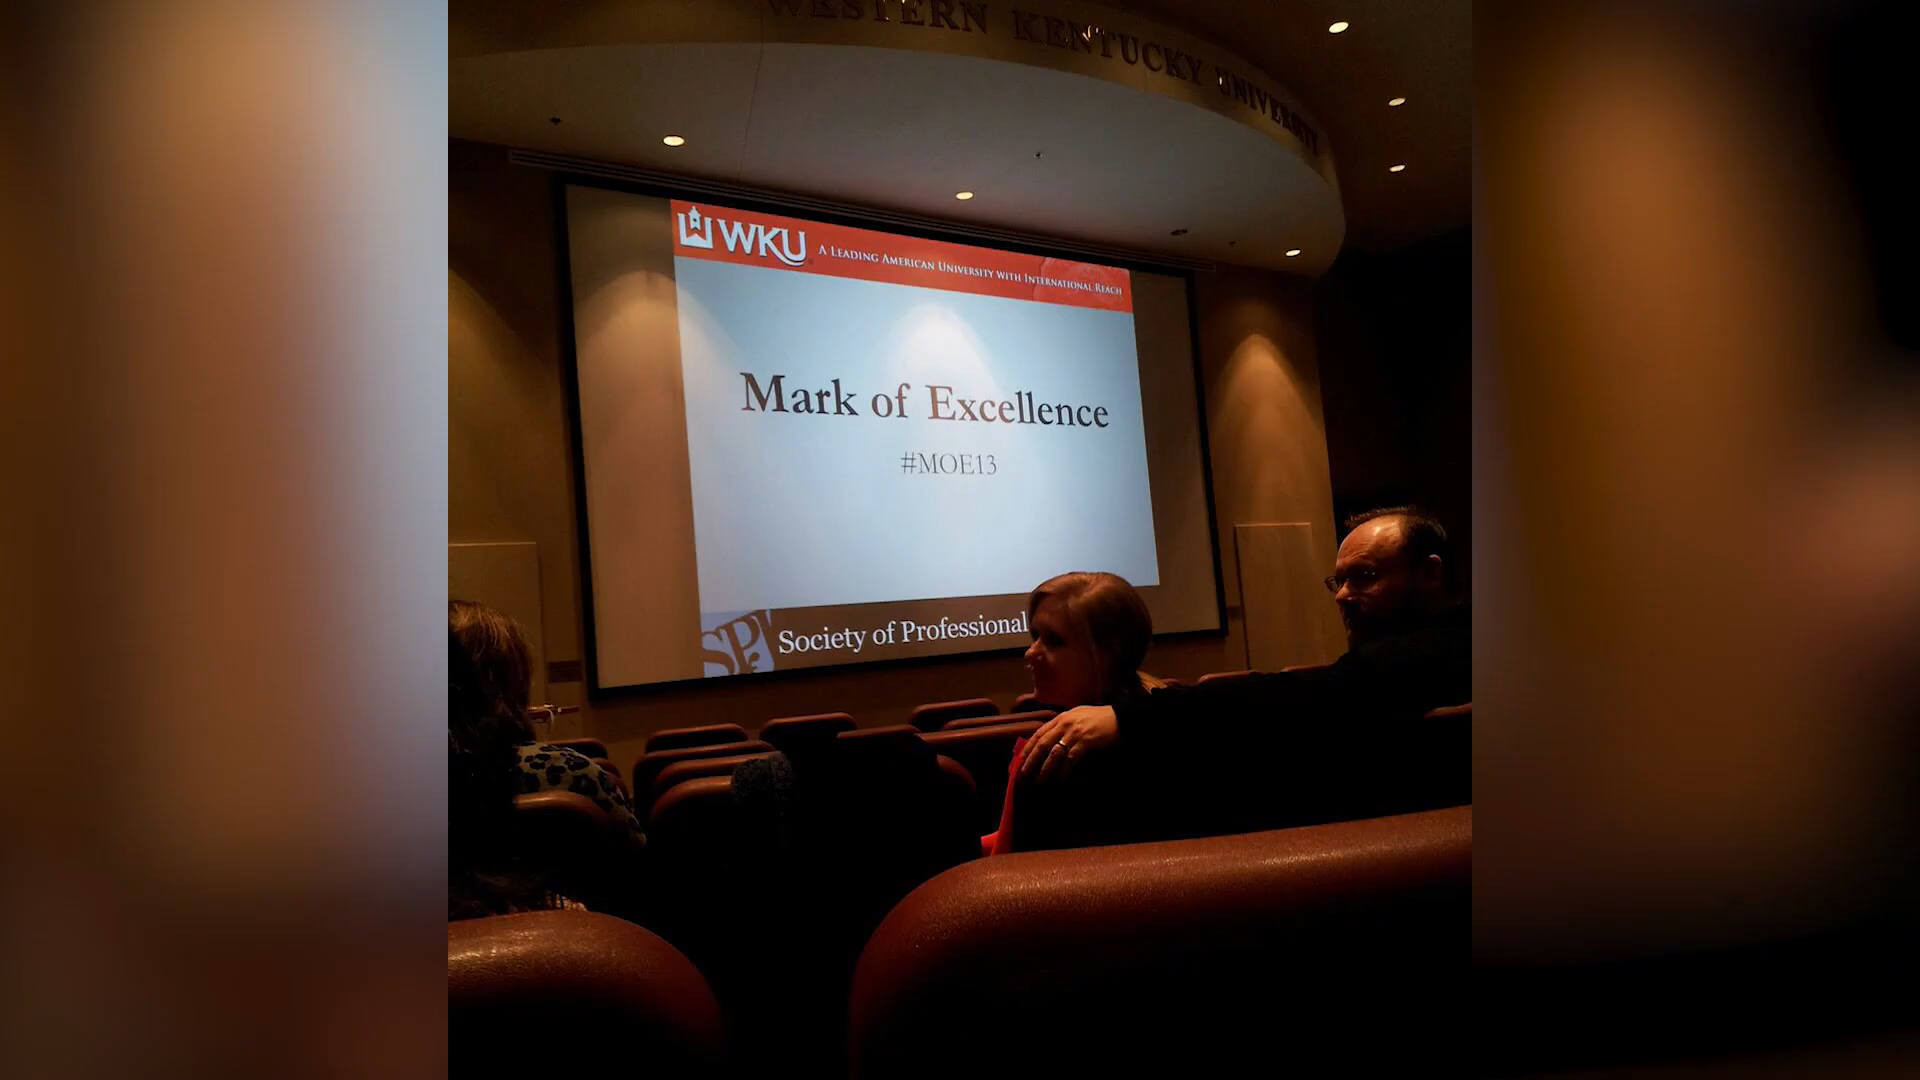 WESTERN KENTUCKY UNIVERSITY
WKU
A LEADING AMERICAN UNIVERSITY WITH INTERNATIONAL REACH
Mark of Excellence
#MOE13
SPJ
Society of Professional